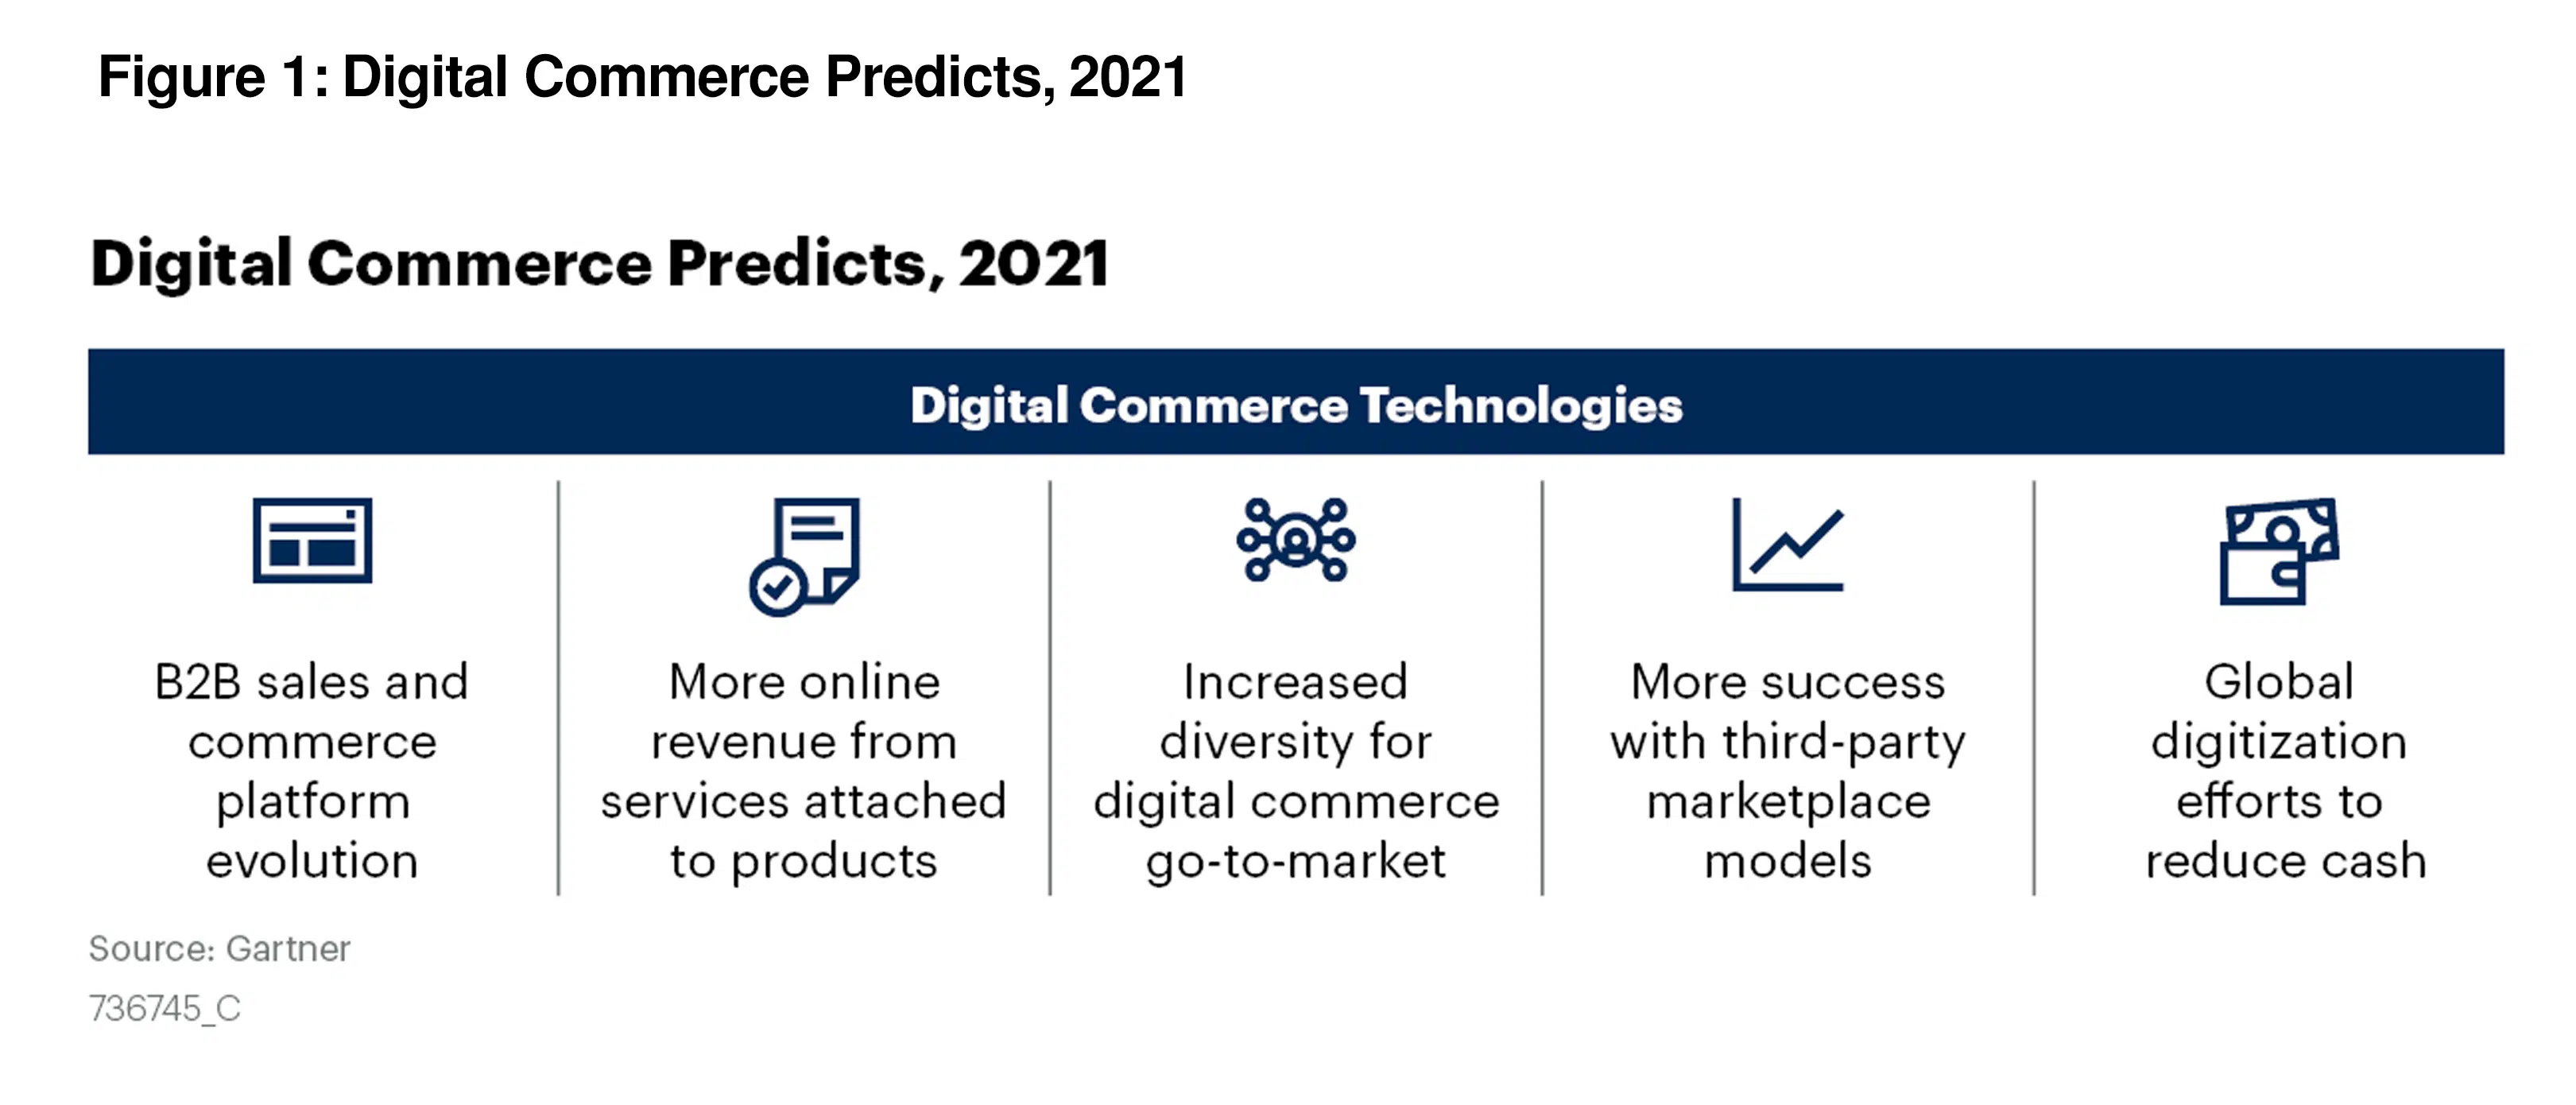 Figure 1: Digital Commerce Predicts, 2021
Digital Commerce Predicts, 2021
Digital Commerce Technologies
B2B sales and
commerce
platform
evolution
More online
revenue from
services attached
to products
Increased
diversity for
digital commerce
go-to-market
More success
with third-party
marketplace
models
Global
digitization
efforts to
reduce cash
Source: Gartner
736745_C